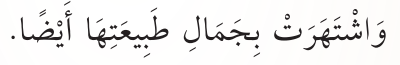 وَاشْتَهَرَتْ بِجَمَالِ طَبِيعَتِهَا أَيْضًا.